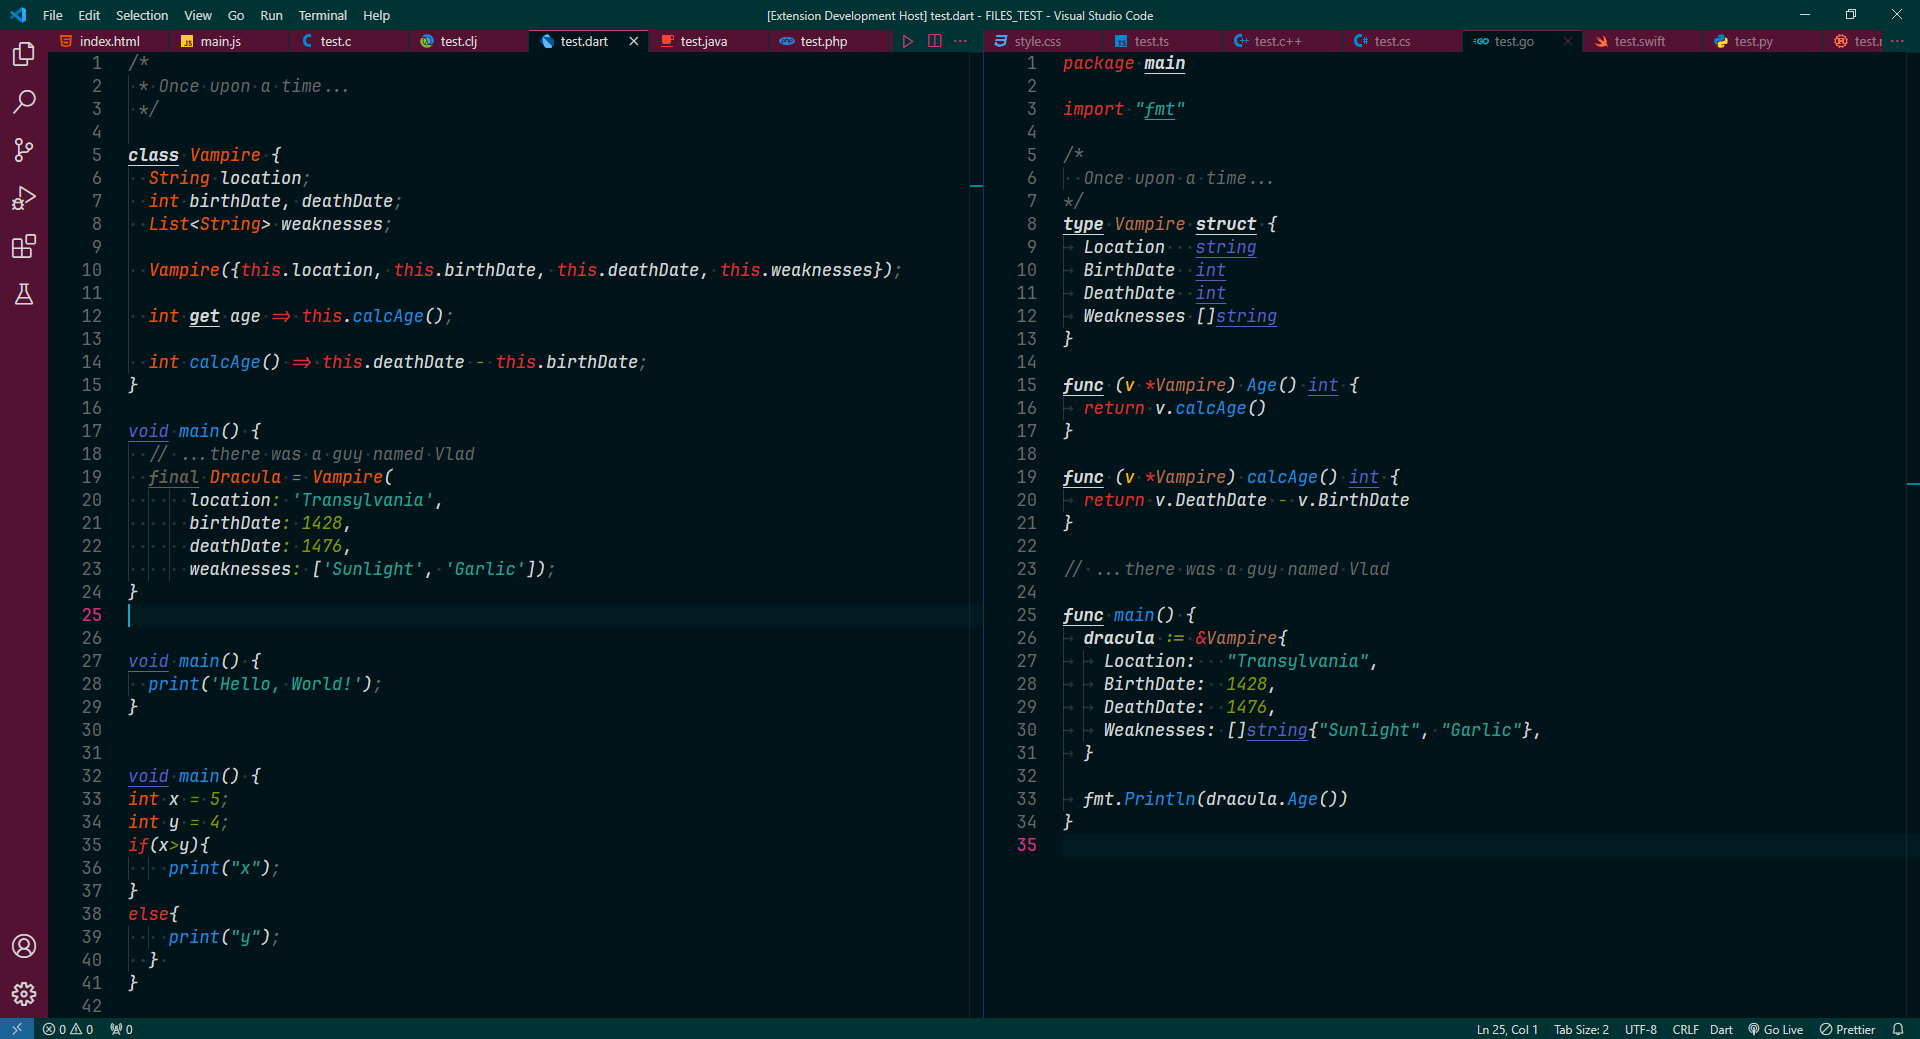 File Edit Selection View Go Run Terminal Help
[Extension Development Host] test.dart - FILES_TEST - Visual Studio Code
index.html main.js test.c test.clj test.dart test.java test.php
style.css test.ts test.c++ test.cs test.go test.swift test.py test.r
1 /*
2 * Once upon a time...
3 */
4
5 class Vampire {
6 String location;
7 int birthDate, deathDate;
8 List<String> weaknesses;
9
10 Vampire({this.location, this.birthDate, this.deathDate, this.weaknesses});
11
12 int get age => this.calcAge();
13
14 int calcAge() => this.deathDate - this.birthDate;
15 }
16
17 void main() {
18 // ...there was a guy named Vlad
19 final Dracula = Vampire(
20 location: 'Transylvania',
21 birthDate: 1428,
22 deathDate: 1476,
23 weaknesses: ['Sunlight', 'Garlic']);
24 }
25
26
27 void main() {
28 print('Hello, World!');
29 }
30
31
32 void main() {
33 int x = 5;
34 int y = 4;
35 if(x>y){
36 print("x");
37 }
38 else{
39 print("y");
40 }
41 }
42
1 package main
2
3 import "fmt"
4
5 /*
6 Once upon a time...
7 */
8 type Vampire struct {
9 Location string
10 BirthDate int
11 DeathDate int
12 Weaknesses []string
13 }
14
15 func (v *Vampire) Age() int {
16 return v.calcAge()
17 }
18
19 func (v *Vampire) calcAge() int {
20 return v.DeathDate - v.BirthDate
21 }
22
23 // ...there was a guy named Vlad
24
25 func main() {
26 dracula := &Vampire{
27 Location: "Transylvania",
28 BirthDate: 1428,
29 DeathDate: 1476,
30 Weaknesses: []string{"Sunlight", "Garlic"},
31 }
32
33 fmt.Println(dracula.Age())
34 }
35
0 0 0
Ln 25, Col 1 Tab Size: 2 UTF-8 CRLF Dart Go Live Prettier